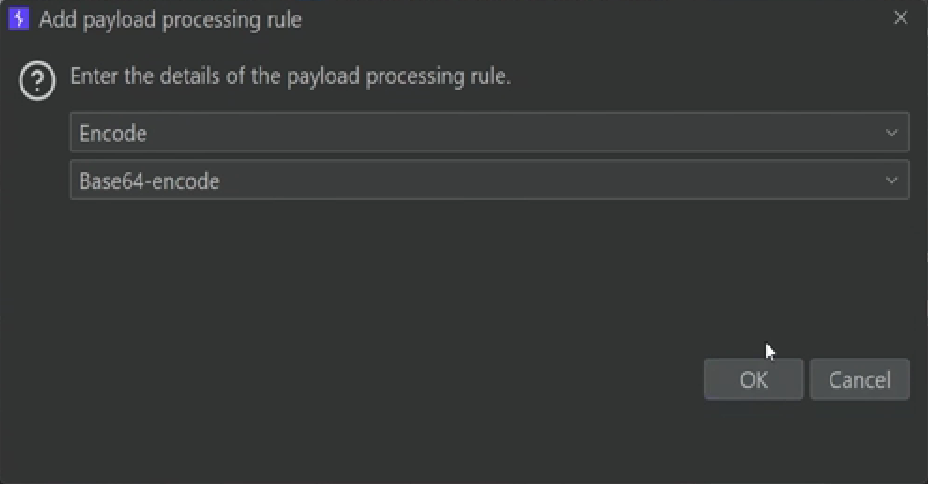 Add payload processing rule
Enter the details of the payload processing rule.
Encode
Base64-encode
OK
Cancel